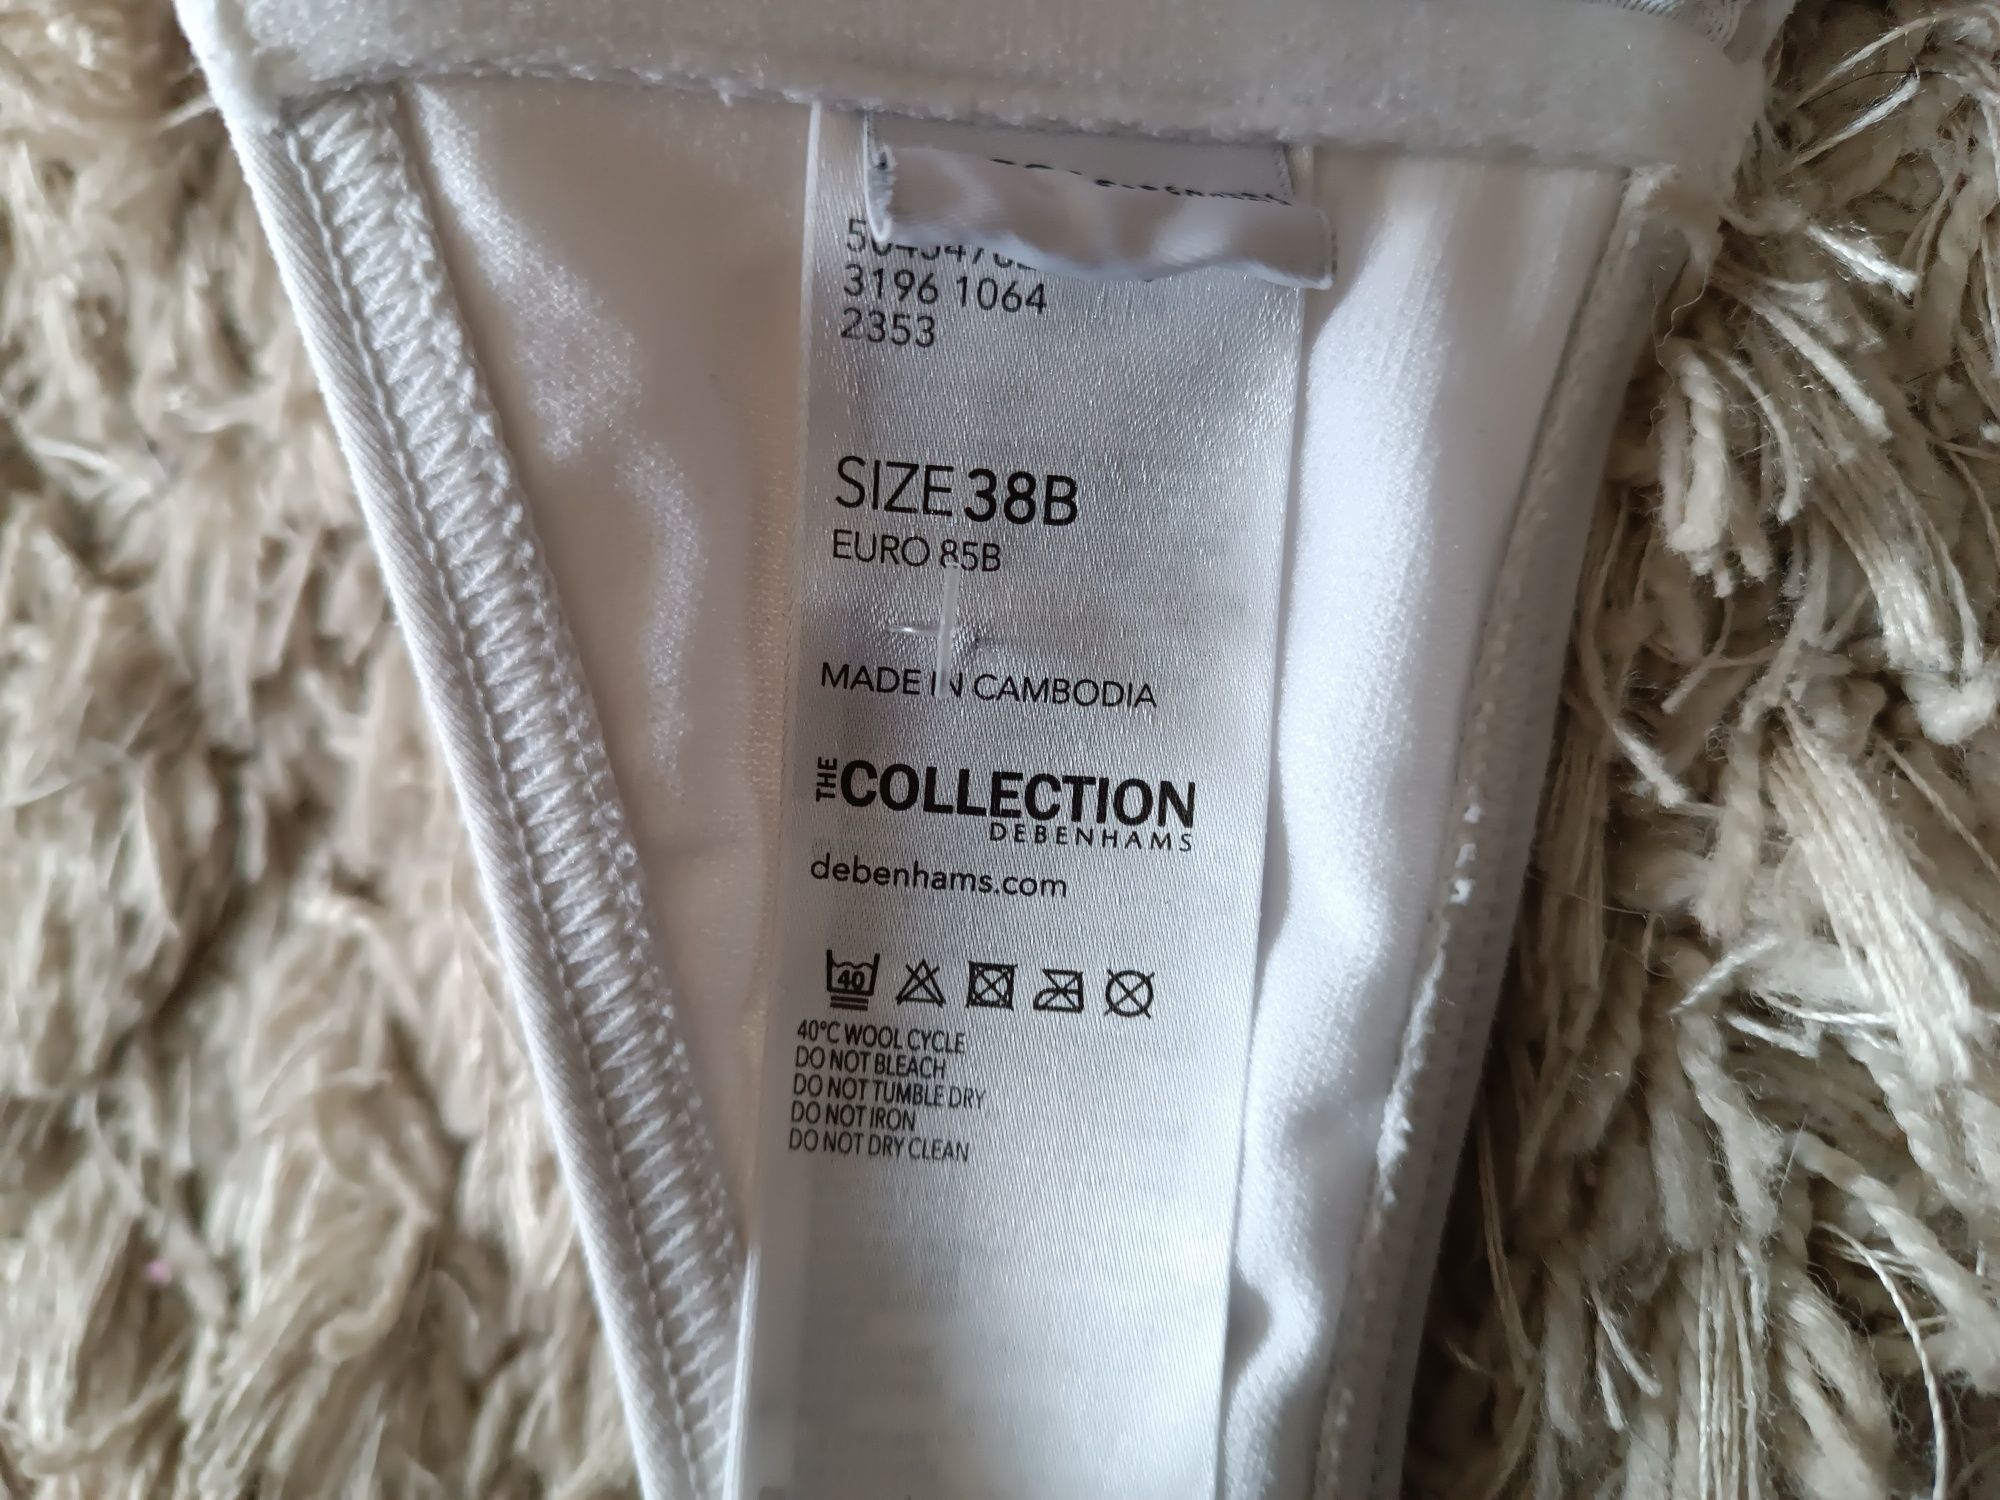 3196 1064
2353
SIZE 38B
EURO 85B
MADE IN CAMBODIA
THE COLLECTION
DEBENHAMS
debenhams.com
40
40°C WOOL CYCLE
DO NOT BLEACH
DO NOT TUMBLE DRY
DO NOT IRON
DO NOT DRY CLEAN